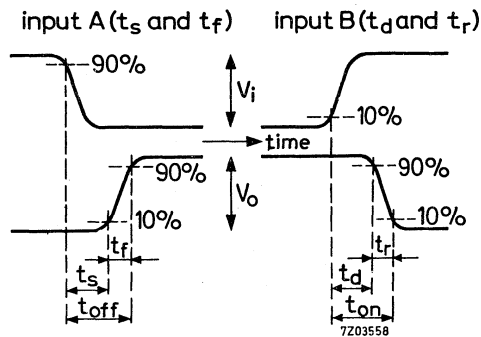 input A (ts and tf)
input B (td and tr)
90%
Vi
10%
time
90%
Vo
90%
10%
10%
tf
tr
ts
td
toff
ton
7Z03558